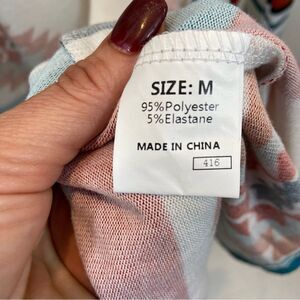 SIZE: M
95%Polyester
5%Elastane
MADE IN CHINA
416